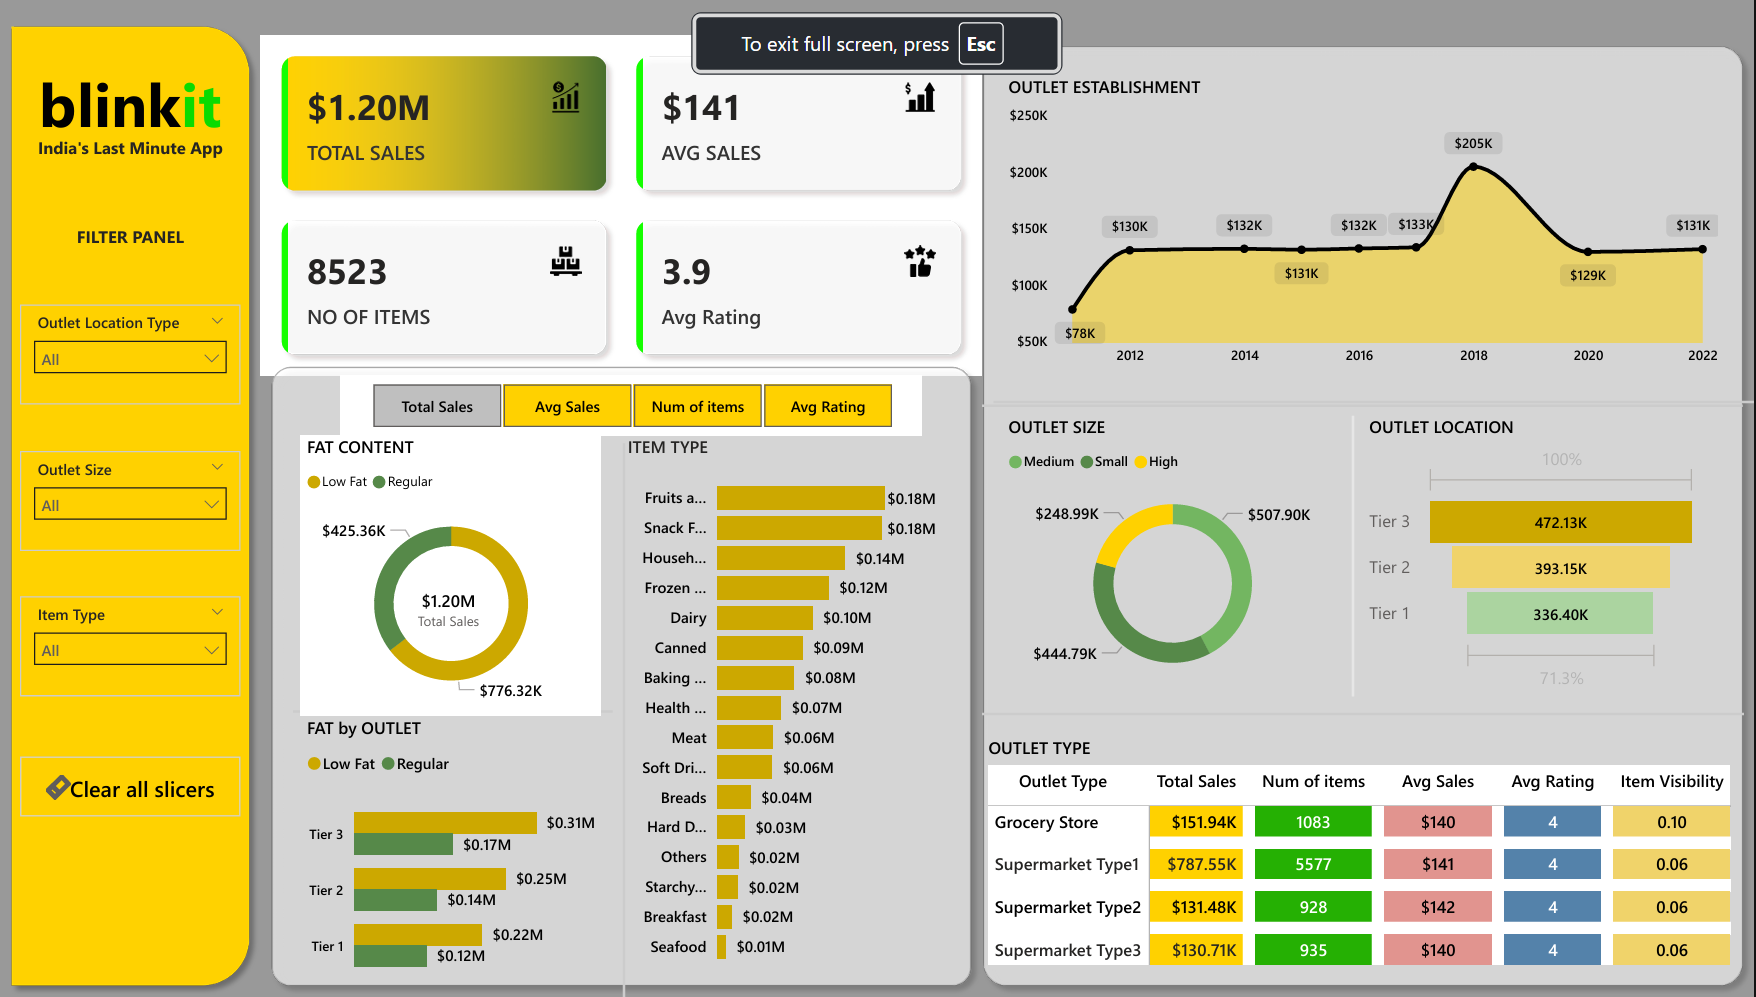 To exit full screen, press Esc
blinkit
India's Last Minute App
FILTER PANEL
Outlet Location Type
All
Outlet Size
All
Item Type
All
Clear all slicers
$1.20M
TOTAL SALES
$141
AVG SALES
8523
NO OF ITEMS
3.9
Avg Rating
Total Sales
Avg Sales
Num of items
Avg Rating
FAT CONTENT
Low Fat
Regular
$425.36K
$1.20M
Total Sales
$776.32K
FAT by OUTLET
Low Fat
Regular
Tier 3
$0.31M
$0.17M
Tier 2
$0.25M
$0.14M
Tier 1
$0.22M
$0.12M
ITEM TYPE
Fruits a... $0.18M
Snack F... $0.18M
Househ... $0.14M
Frozen ... $0.12M
Dairy $0.10M
Canned $0.09M
Baking ... $0.08M
Health ... $0.07M
Meat $0.06M
Soft Dri... $0.06M
Breads $0.04M
Hard D... $0.03M
Others $0.02M
Starchy... $0.02M
Breakfast $0.02M
Seafood $0.01M
OUTLET ESTABLISHMENT
$250K
$200K
$150K
$100K
$50K
$78K
$130K
$132K
$131K
$132K
$133K
$205K
$129K
$131K
2012
2014
2016
2018
2020
2022
OUTLET SIZE
Medium
Small
High
$248.99K
$507.90K
$444.79K
OUTLET LOCATION
100%
Tier 3 472.13K
Tier 2 393.15K
Tier 1 336.40K
71.3%
OUTLET TYPE
Outlet Type Total Sales Num of items Avg Sales Avg Rating Item Visibility
Grocery Store $151.94K 1083 $140 4 0.10
Supermarket Type1 $787.55K 5577 $141 4 0.06
Supermarket Type2 $131.48K 928 $142 4 0.06
Supermarket Type3 $130.71K 935 $140 4 0.06